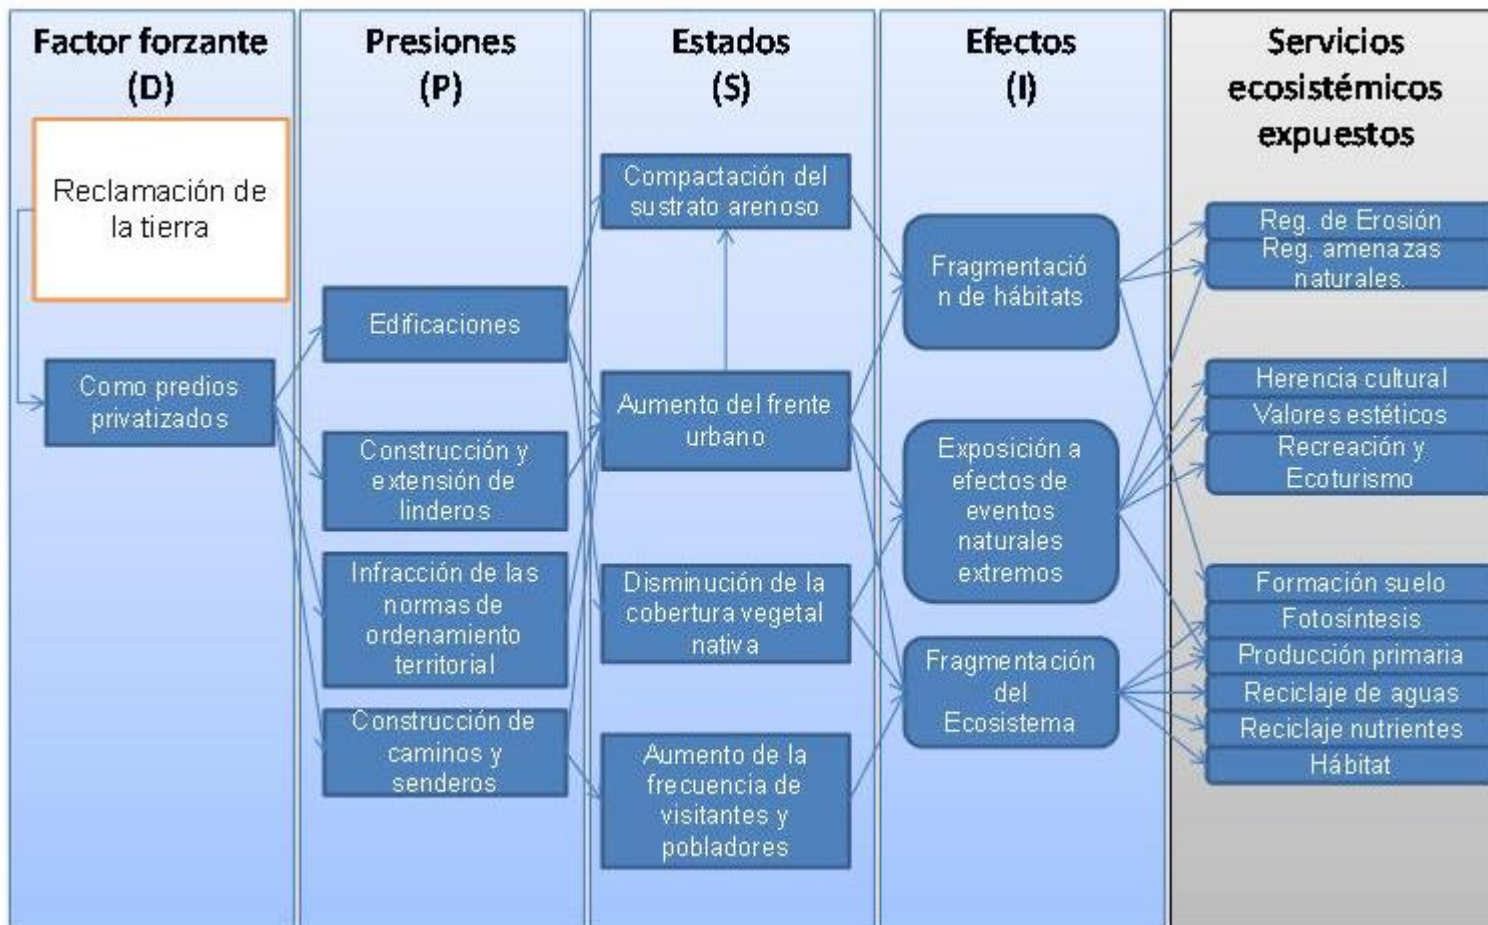 Factor forzante
(D)
Reclamación de
la tierra
Como predios
privatizados
Presiones
(P)
Edificaciones
Construcción y
extensión de
linderos
Infracción de las
normas de
ordenamiento
territorial
Construcción de
caminos y
senderos
Estados
(S)
Compactación del
sustrato arenoso
Aumento del frente
urbano
Disminución de la
cobertura vegetal
nativa
Aumento de la
frecuencia de
visitantes y
pobladores
Efectos
(I)
Fragmentació
n de hábitats
Exposición a
efectos de
eventos
naturales
extremos
Fragmentación
del
Ecosistema
Servicios
ecosistémicos
expuestos
Reg. de Erosión
Reg. amenazas
naturales.
Herencia cultural
Valores estéticos
Recreación y
Ecoturismo
Formación suelo
Fotosíntesis
Producción primaria
Reciclaje de aguas
Reciclaje nutrientes
Hábitat